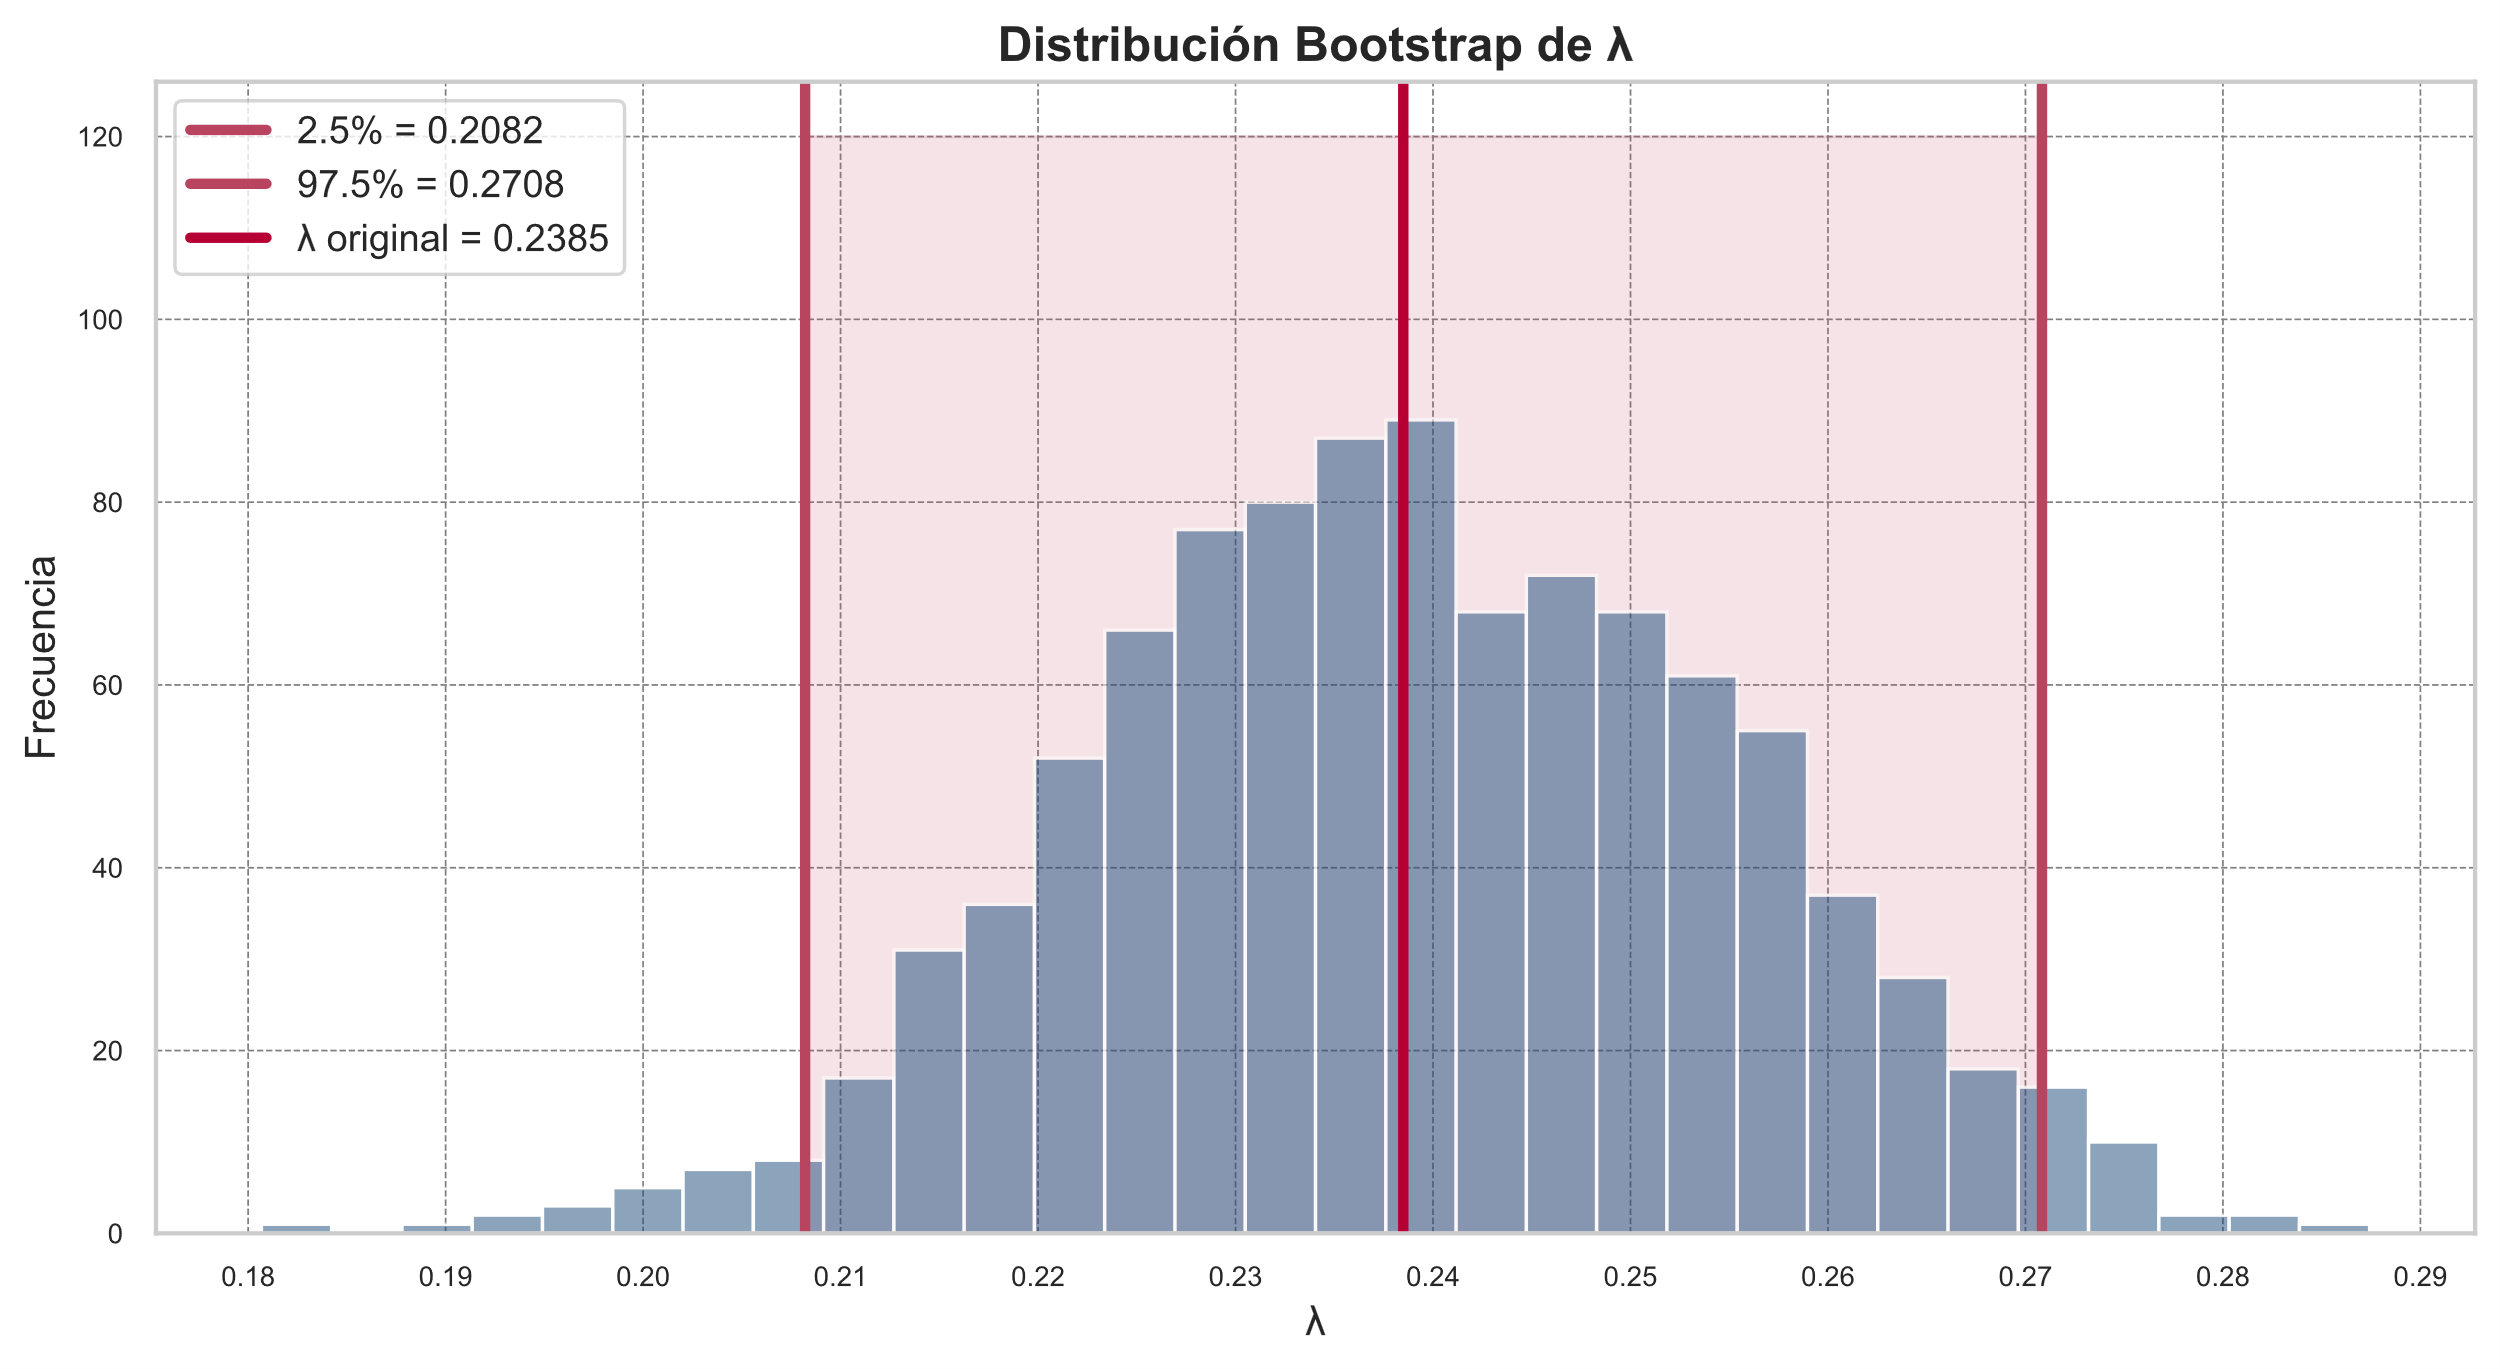 Distribución Bootstrap de λ
2.5% = 0.2082
97.5% = 0.2708
λ original = 0.2385
Frecuencia
120
100
80
60
40
20
0
0.18 0.19 0.20 0.21 0.22 0.23 0.24 0.25 0.26 0.27 0.28 0.29
λ